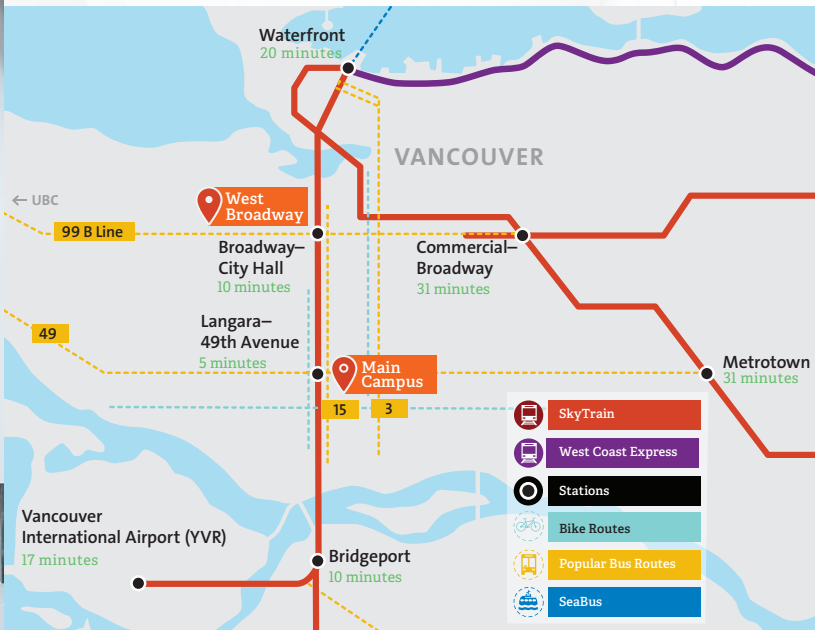 Waterfront
20 minutes
VANCOUVER
← UBC
West
Broadway
99 B Line
Broadway–
City Hall
10 minutes
Commercial–
Broadway
31 minutes
Langara–
49th Avenue
5 minutes
49
Main
Campus
Metrotown
31 minutes
15
3
SkyTrain
West Coast Express
Stations
Bike Routes
Popular Bus Routes
SeaBus
Vancouver
International Airport (YVR)
17 minutes
Bridgeport
10 minutes